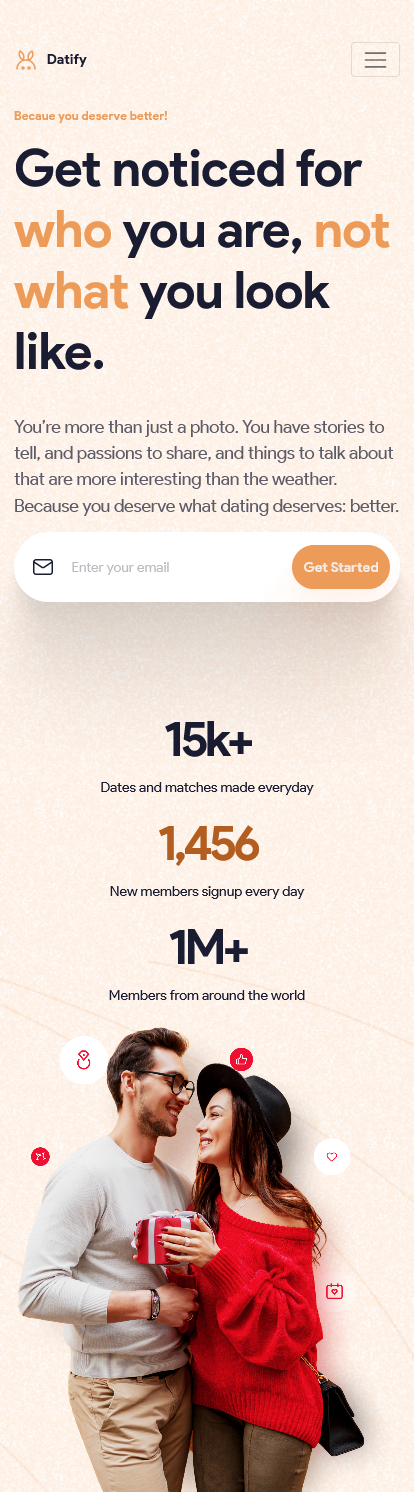 Datify
Becaue you deserve better!
Get noticed for
who you are, not
what you look
like.
You’re more than just a photo. You have stories to
tell, and passions to share, and things to talk about
that are more interesting than the weather.
Because you deserve what dating deserves: better.
Enter your email
Get Started
15k+
Dates and matches made everyday
1,456
New members signup every day
1M+
Members from around the world